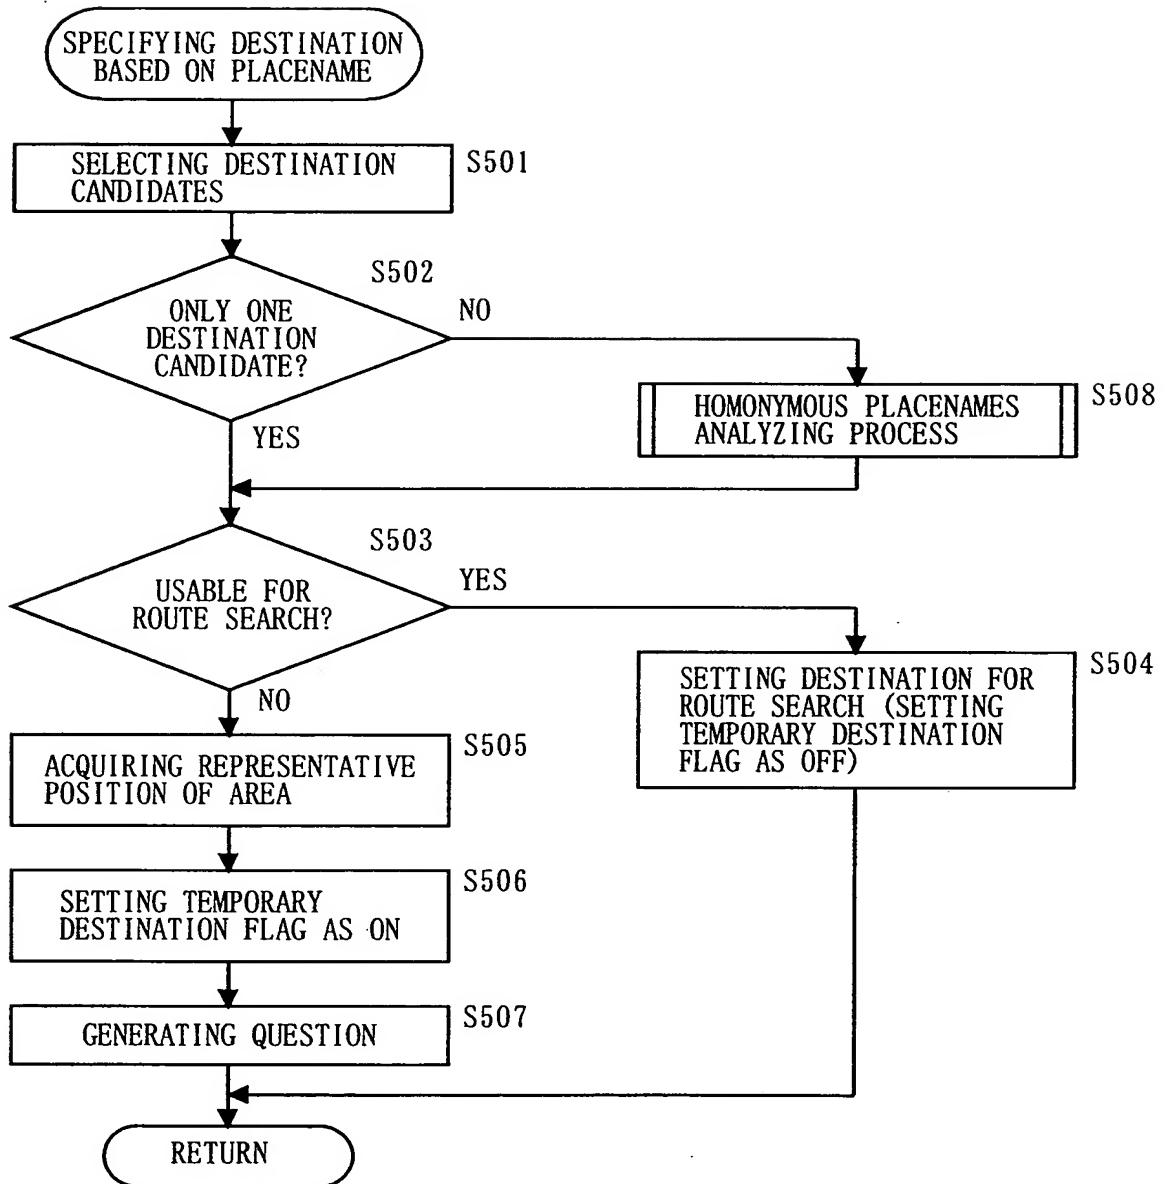 SPECIFYING DESTINATION
BASED ON PLACENAME
SELECTING DESTINATION
CANDIDATES
S501
S502
ONLY ONE
DESTINATION
CANDIDATE?
NO
YES
HOMONYMOUS PLACENAMES
ANALYZING PROCESS
S508
S503
USABLE FOR
ROUTE SEARCH?
YES
NO
SETTING DESTINATION FOR
ROUTE SEARCH (SETTING
TEMPORARY DESTINATION
FLAG AS OFF)
S504
ACQUIRING REPRESENTATIVE
POSITION OF AREA
S505
SETTING TEMPORARY
DESTINATION FLAG AS ON
S506
GENERATING QUESTION
S507
RETURN